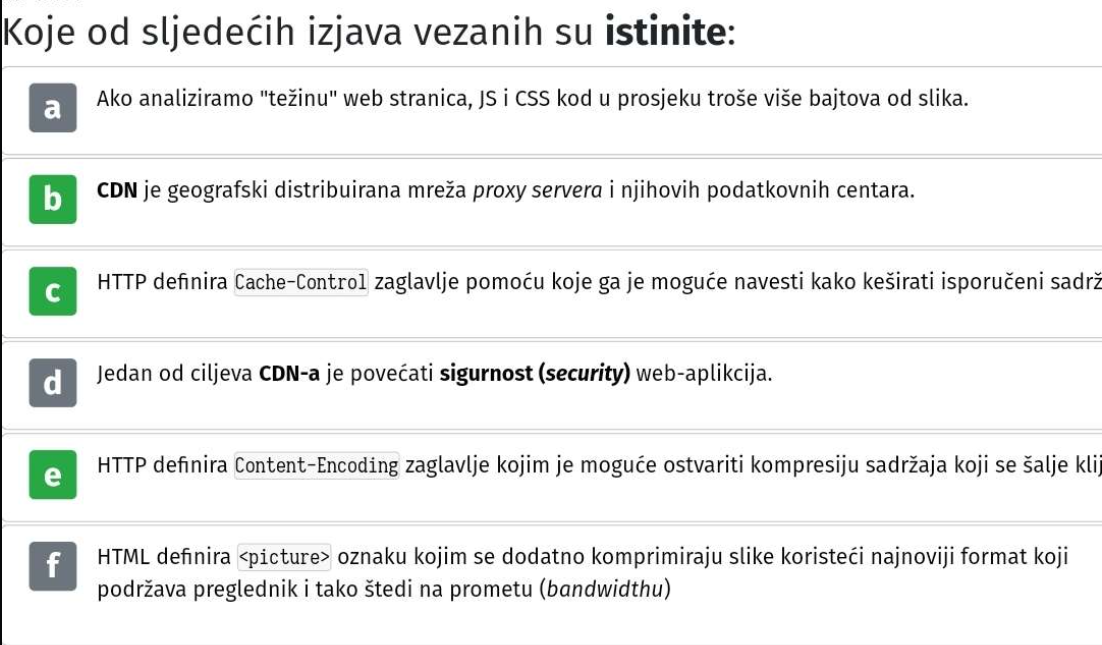 Koje od sljedećih izjava vezanih su istinite:
a Ako analiziramo "težinu" web stranica, JS i CSS kod u prosjeku troše više bajtova od slika.
b CDN je geografski distribuirana mreža proxy servera i njihovih podatkovnih centara.
c HTTP definira Cache-Control zaglavlje pomoću koje ga je moguće navesti kako keširati isporučeni sadrž
d Jedan od ciljeva CDN-a je povećati sigurnost (security) web-aplikcija.
e HTTP definira Content-Encoding zaglavlje kojim je moguće ostvariti kompresiju sadržaja koji se šalje klij
f HTML definira <picture> oznaku kojim se dodatno komprimiraju slike koristeći najnoviji format koji
podržava preglednik i tako štedi na prometu (bandwidthu)